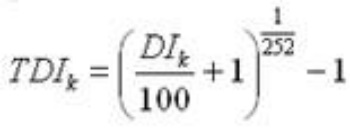 TDI_k = (DI_k/100 + 1)^(1/252) − 1